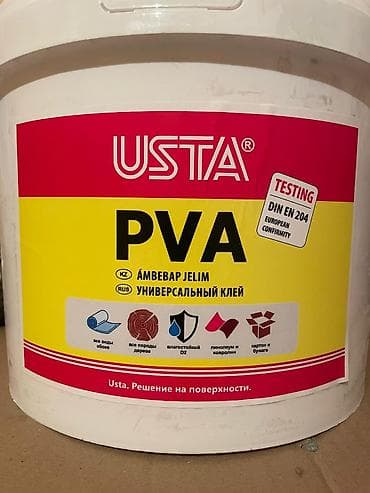 USTA®
TESTING
DIN EN 204
EUROPEAN
CONFIRMITY
PVA
KZ ÁMBEBAP JELIM
RUS УНИВЕРСАЛЬНЫЙ КЛЕЙ
все виды обоев
все породы дерева
влагостойкий D2
линолеум и ковролин
картон и бумага
Usta. Решение на поверхности.